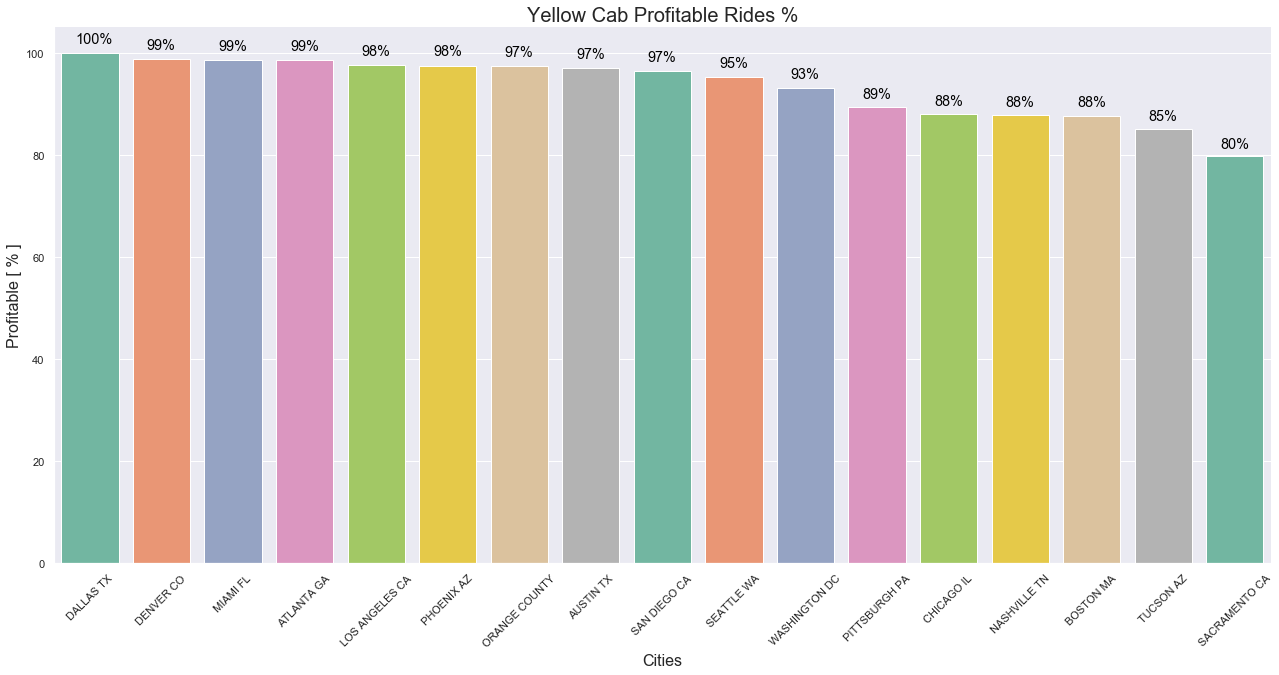 Yellow Cab Profitable Rides %
100%
99%
99%
99%
98%
98%
97%
97%
97%
95%
93%
89%
88%
88%
88%
85%
80%
Profitable [ % ]
100
80
60
40
20
0
DALLAS TX
DENVER CO
MIAMI FL
ATLANTA GA
LOS ANGELES CA
PHOENIX AZ
ORANGE COUNTY
AUSTIN TX
SAN DIEGO CA
SEATTLE WA
WASHINGTON DC
PITTSBURGH PA
CHICAGO IL
NASHVILLE TN
BOSTON MA
TUCSON AZ
SACRAMENTO CA
Cities